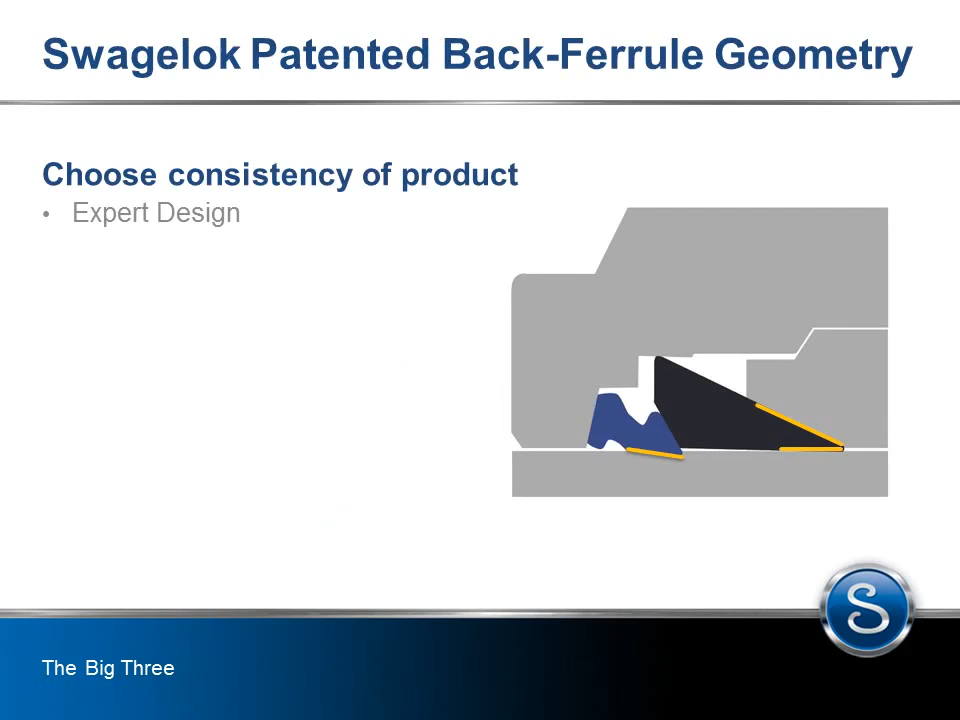 Swagelok Patented Back-Ferrule Geometry
Choose consistency of product
• Expert Design
S
The Big Three